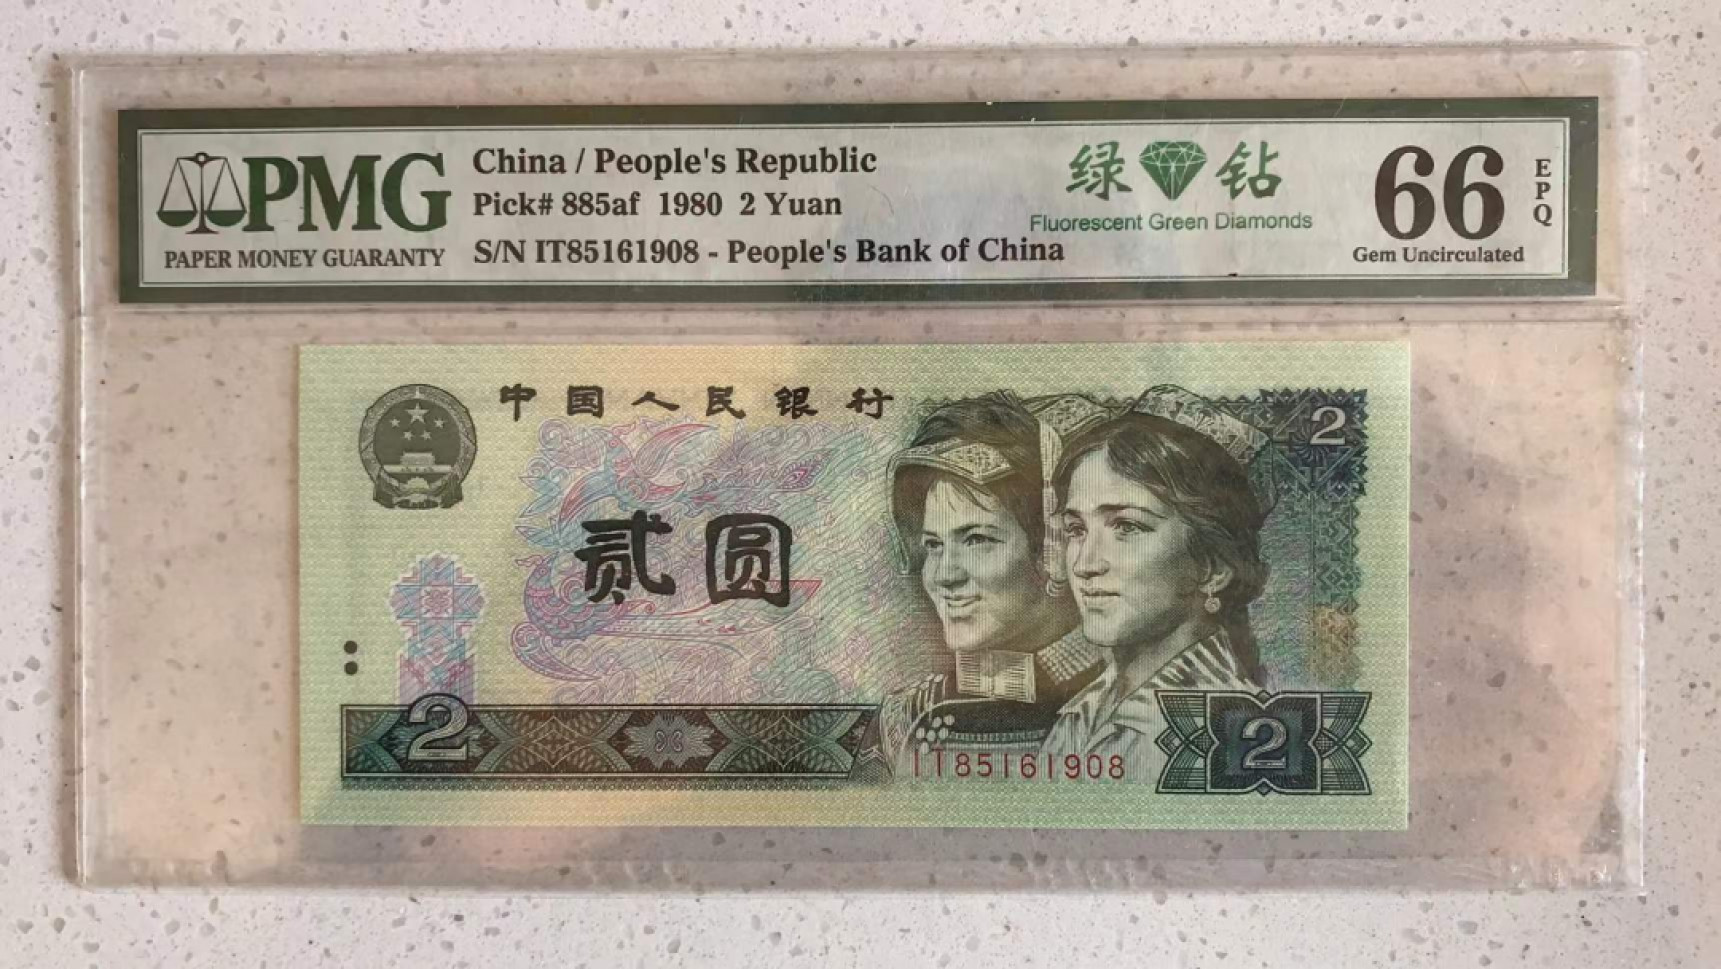 PMG
PAPER MONEY GUARANTY
China / People's Republic
Pick# 885af 1980 2 Yuan
S/N IT85161908 - People's Bank of China
绿 钻
Fluorescent Green Diamonds
66
EPQ
Gem Uncirculated
中国人民银行
2
贰圆
2
IT85161908
2